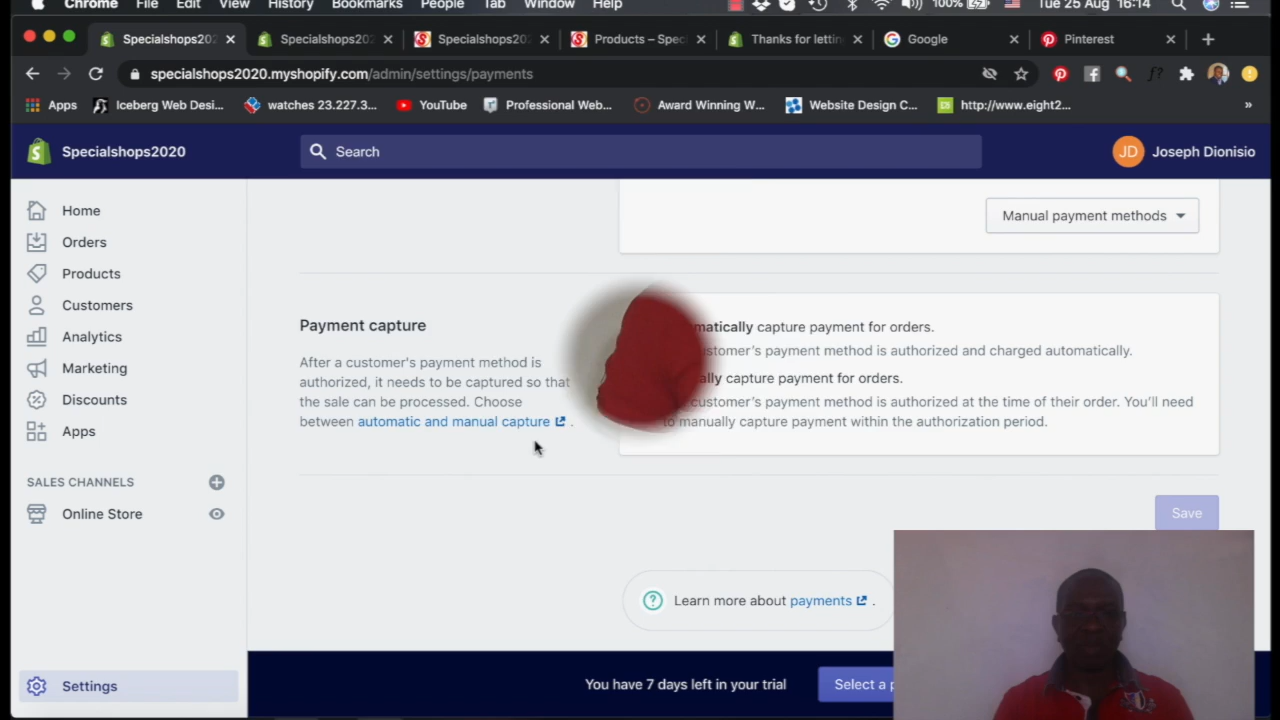 Chrome File Edit View History Bookmarks People Tab Window Help 100% Tue 25 Aug 16:14
Specialshops202 Specialshops202 Specialshops202 Products – Spec Thanks for lettin Google Pinterest
specialshops2020.myshopify.com/admin/settings/payments
Apps Iceberg Web Desi... watches 23.227.3... YouTube Professional Web... Award Winning W... Website Design C... http://www.eight2... »
Specialshops2020 Search JD Joseph Dionisio
Home
Manual payment methods
Orders
Products
Customers
Analytics
Marketing
Discounts
Apps
SALES CHANNELS
Online Store
Settings
Payment capture
After a customer's payment method is
authorized, it needs to be captured so that
the sale can be processed. Choose
between automatic and manual capture .
matically capture payment for orders.
customer's payment method is authorized and charged automatically.
ally capture payment for orders.
customer's payment method is authorized at the time of their order. You'll need
to manually capture payment within the authorization period.
Save
Learn more about payments .
You have 7 days left in your trial
Select a p